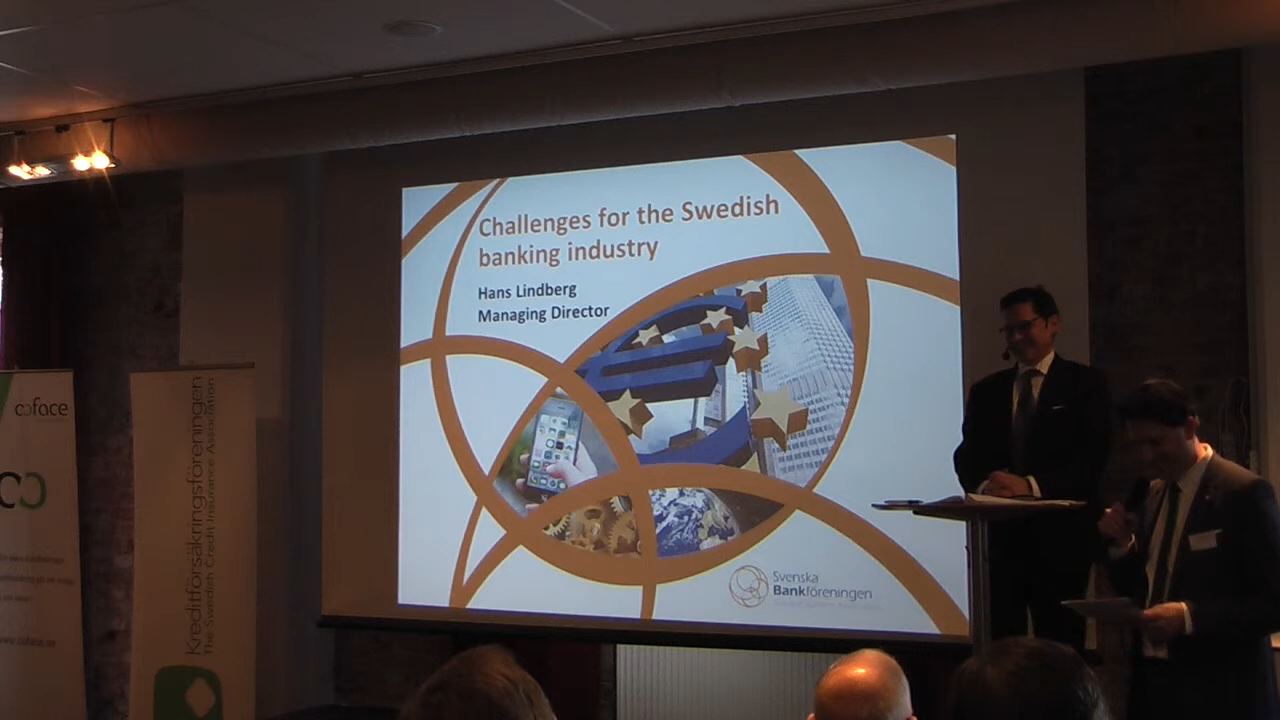 Challenges for the Swedish
banking industry
Hans Lindberg
Managing Director
Svenska
Bankföreningen
coface
Kreditförsäkringsföreningen
The Swedish Credit Insurance Association